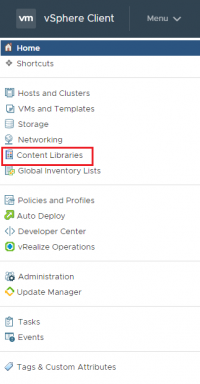 vm vSphere Client Menu
Home
Shortcuts
Hosts and Clusters
VMs and Templates
Storage
Networking
Content Libraries
Global Inventory Lists
Policies and Profiles
Auto Deploy
Developer Center
vRealize Operations
Administration
Update Manager
Tasks
Events
Tags & Custom Attributes